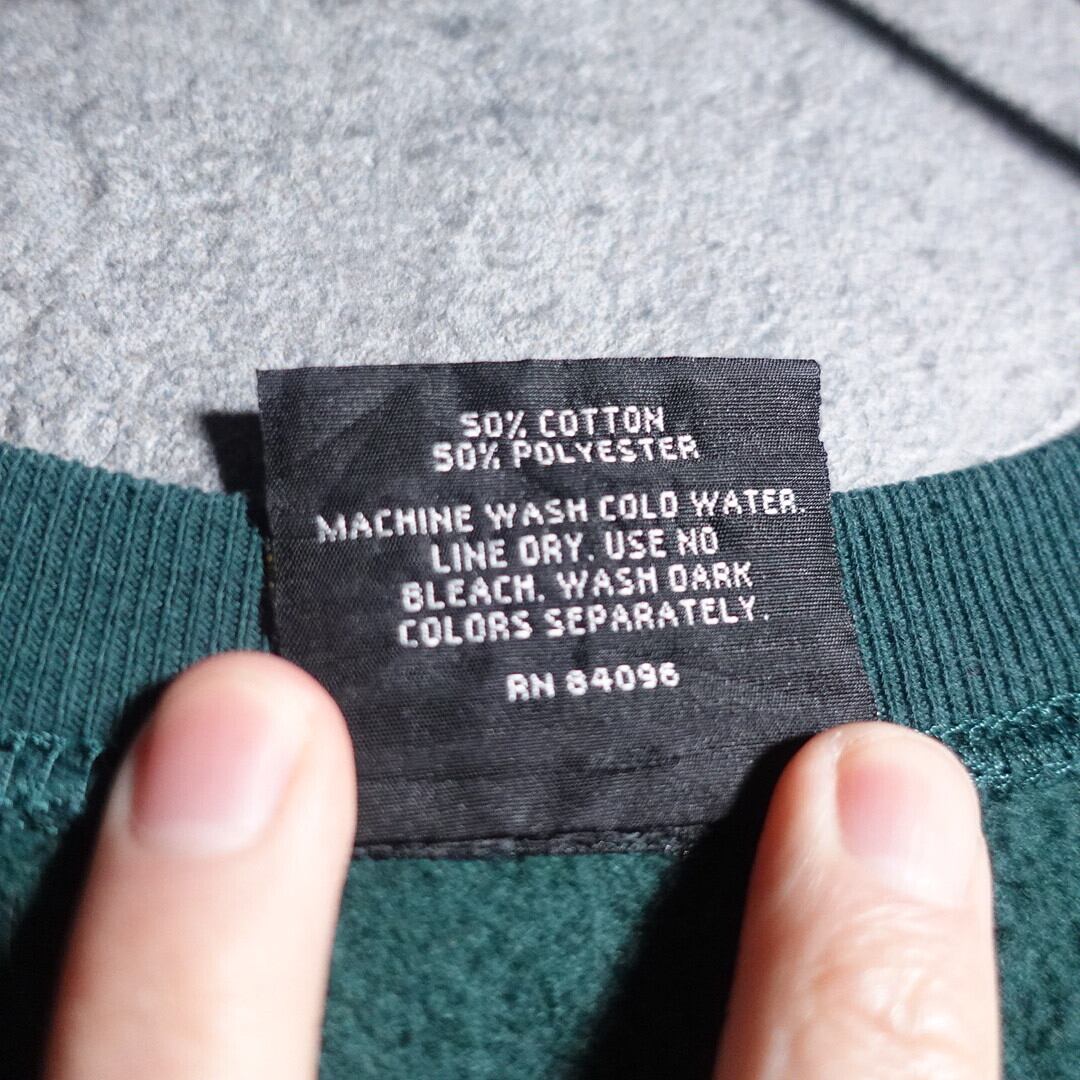 50% COTTON
50% POLYESTER
MACHINE WASH COLD WATER.
LINE DRY. USE NO
BLEACH. WASH DARK
COLORS SEPARATELY.
RN 84096